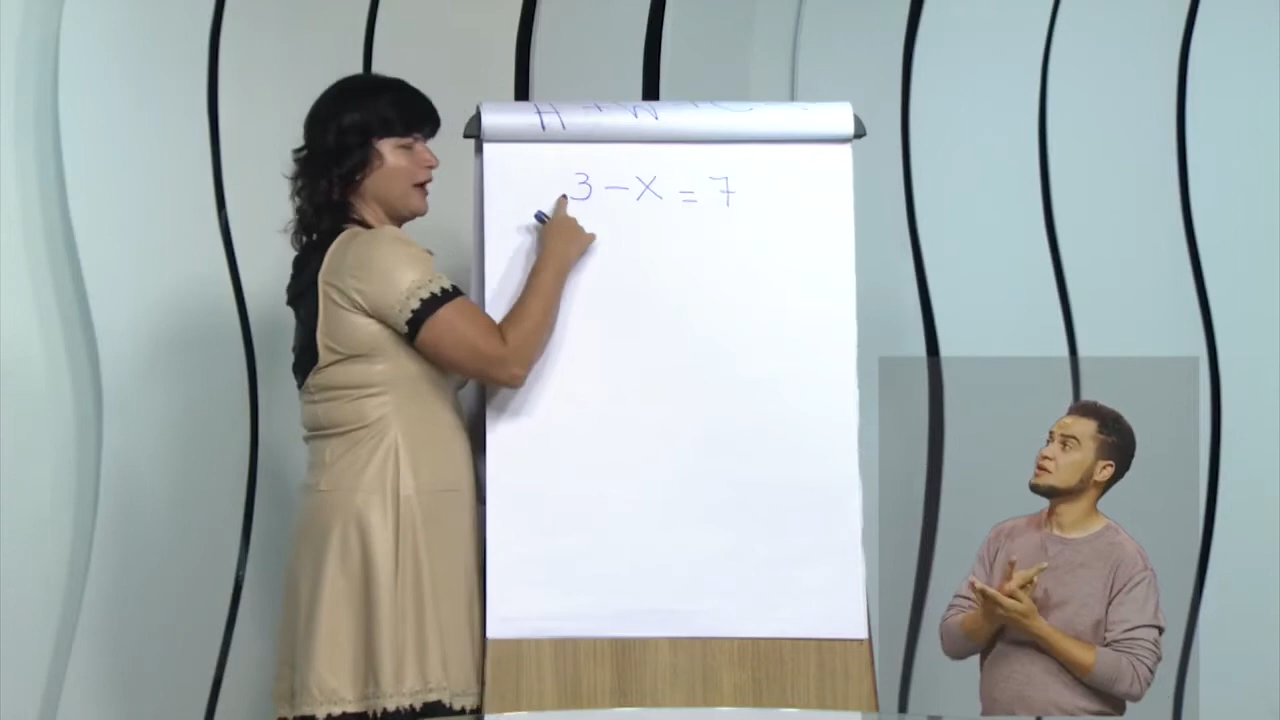 H + W +
3 - X = 7